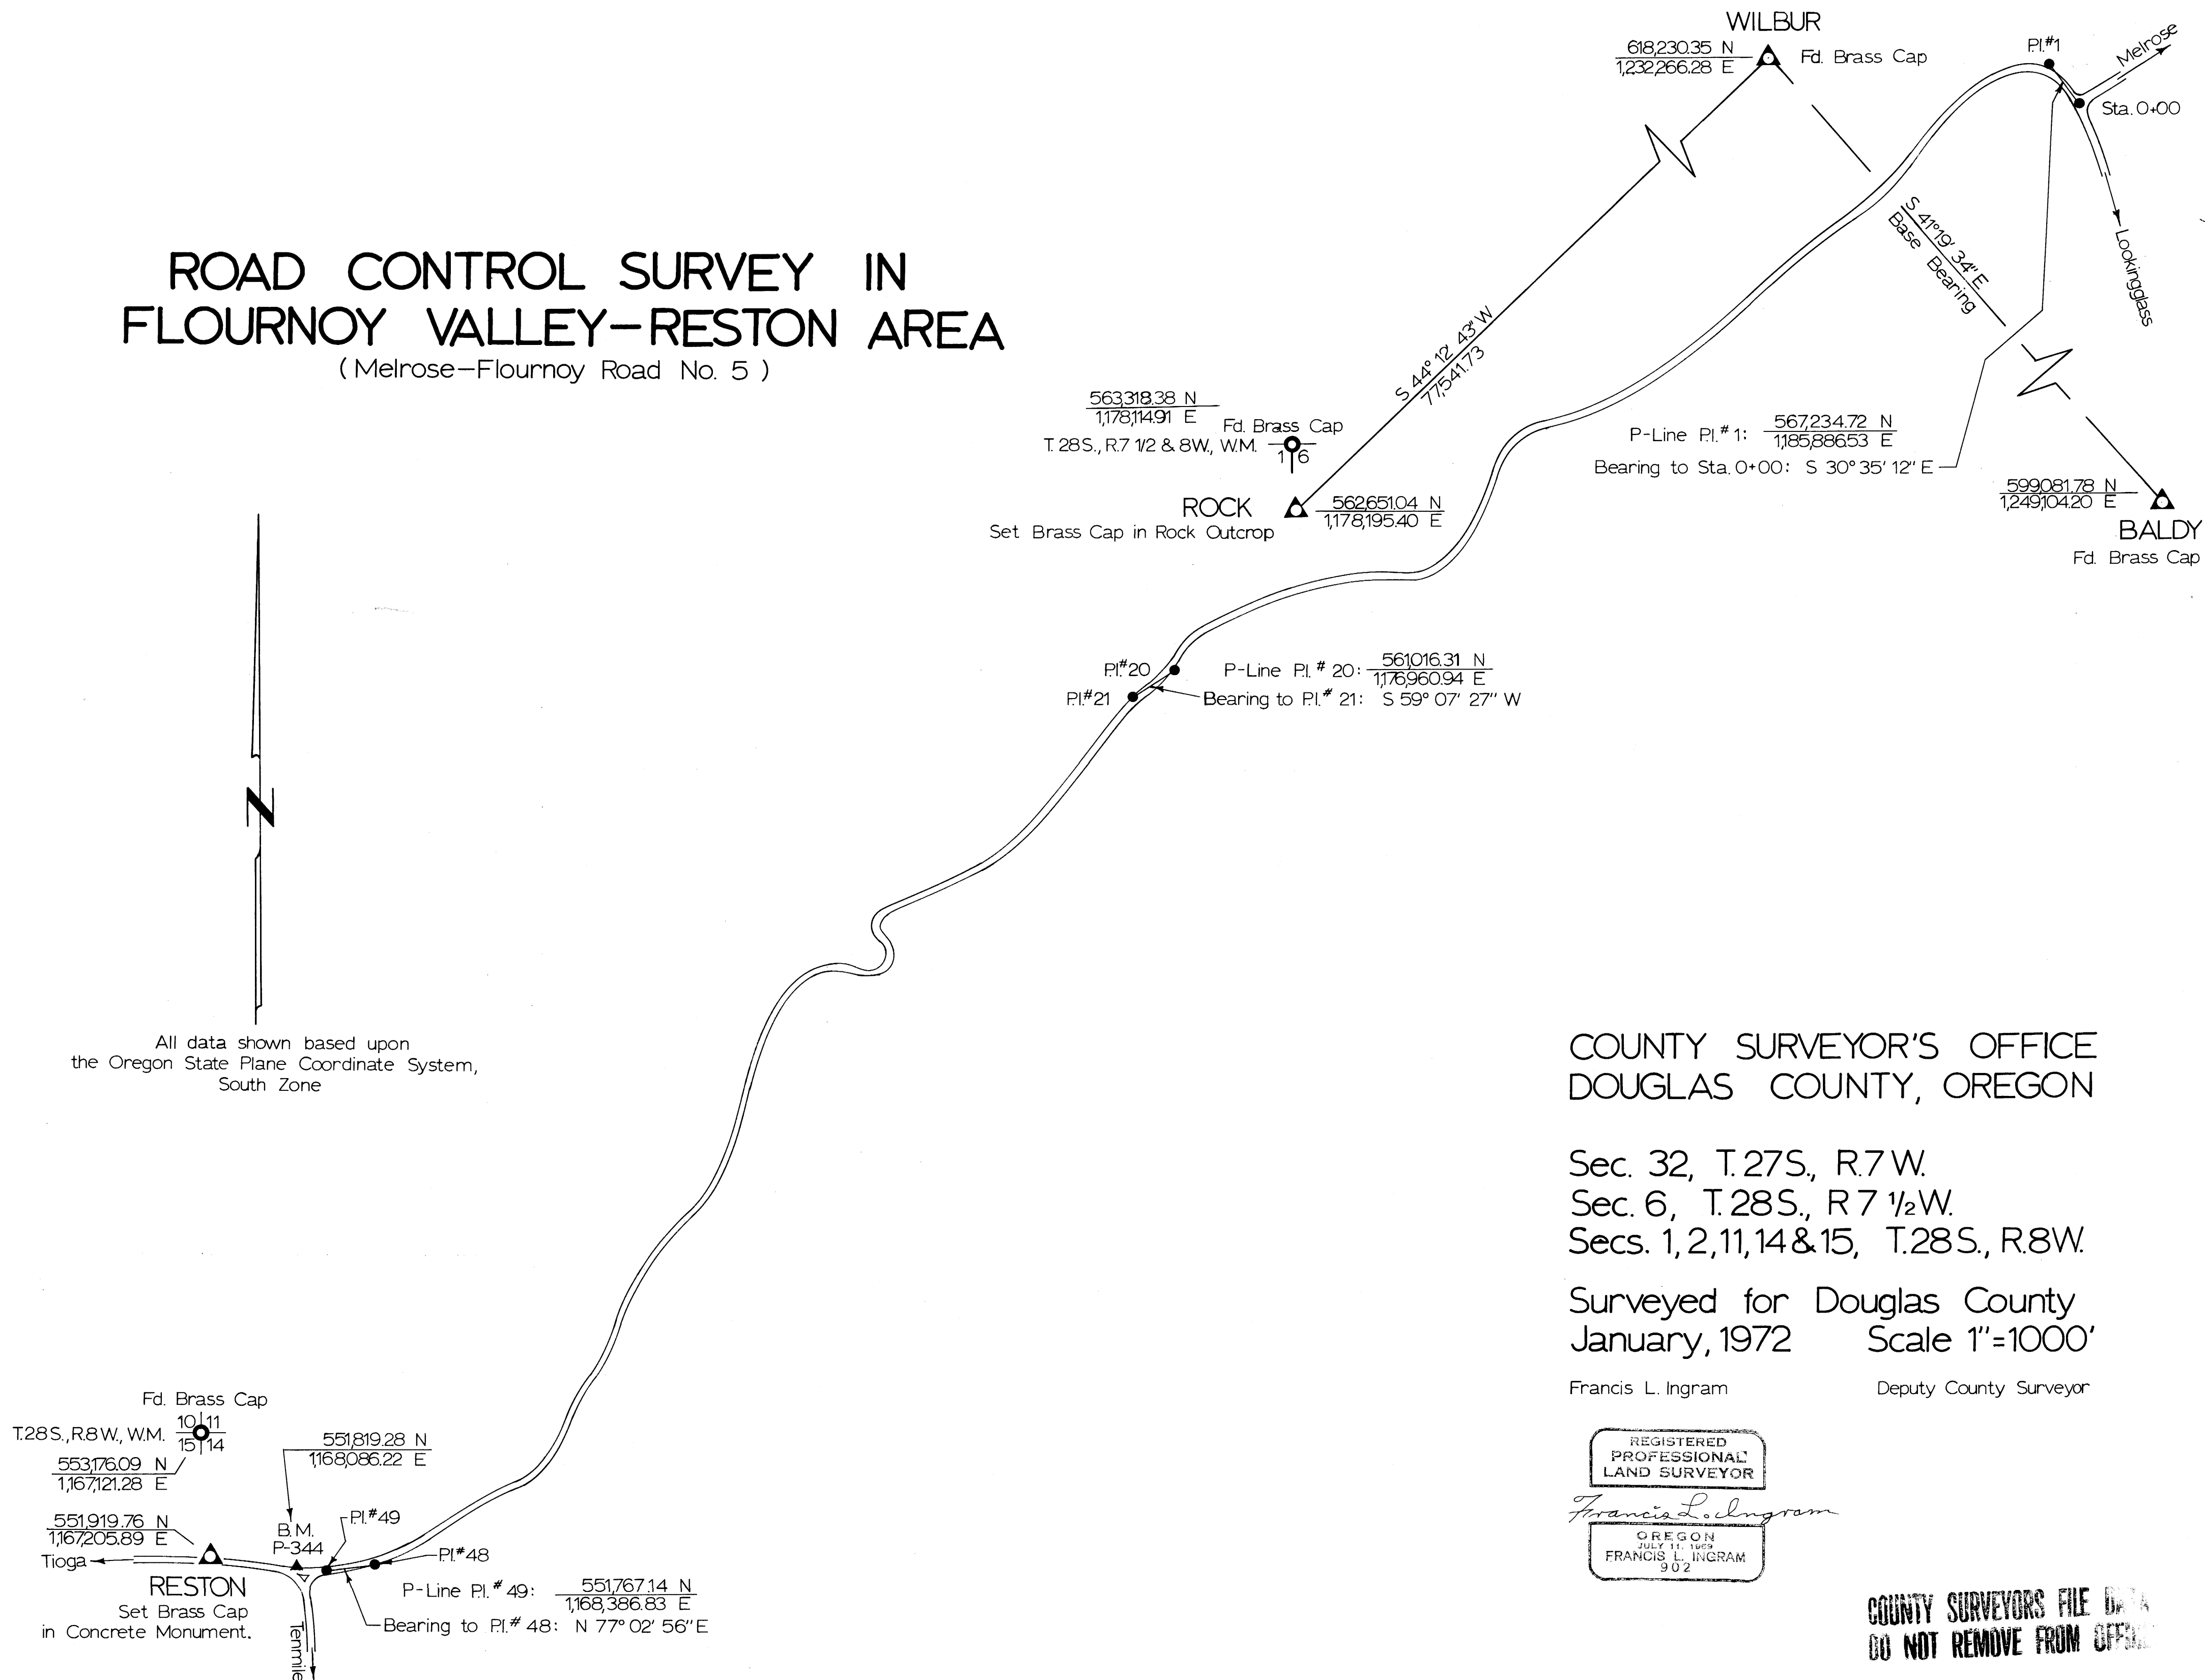 WILBUR
618,230.35 N
1,232,266.28 E
Fd. Brass Cap
P.I.#1
Melrose
Sta. 0+00
Lookingglass
S 41°19' 34" E
Base Bearing
ROAD CONTROL SURVEY IN
FLOURNOY VALLEY-RESTON AREA
(Melrose-Flournoy Road No. 5)
S 44° 12' 43" W
77,541.73
563,318.38 N
1,178,114.91 E
Fd. Brass Cap
T. 28S., R.7 1/2 & 8W., W.M.
1 6
ROCK
562,651.04 N
1,178,195.40 E
Set Brass Cap in Rock Outcrop
P-Line P.I.# 1: 567,234.72 N
1,185,886.53 E
Bearing to Sta. 0+00: S 30° 35' 12" E
599,081.78 N
1,249,104.20 E
BALDY
Fd. Brass Cap
P.I.#20
P-Line P.I. # 20: 561,016.31 N
1,176,960.94 E
P.I.#21
Bearing to P.I.# 21: S 59° 07' 27" W
N
All data shown based upon
the Oregon State Plane Coordinate System,
South Zone
COUNTY SURVEYOR'S OFFICE
DOUGLAS COUNTY, OREGON
Sec. 32, T.27S., R.7W.
Sec. 6, T.28S., R 7 1/2W.
Secs. 1,2,11,14&15, T.28S., R.8W.
Surveyed for Douglas County
January, 1972 Scale 1"=1000'
Francis L. Ingram Deputy County Surveyor
REGISTERED
PROFESSIONAL
LAND SURVEYOR
Francis L. Ingram
OREGON
JULY 11, 1969
FRANCIS L. INGRAM
902
COUNTY SURVEYORS FILE
DO NOT REMOVE FROM
Fd. Brass Cap
10 11
T.28S., R.8W., W.M.
15 14
553,176.09 N
1,167,121.28 E
551,819.28 N
1,168,086.22 E
551,919.76 N
1,167,205.89 E
B.M.
P-344
P.I.#49
P.I.#48
Tioga
RESTON
Set Brass Cap
in Concrete Monument.
Tenmile
P-Line P.I. # 49: 551,767.14 N
1,168,386.83 E
Bearing to P.I.# 48: N 77° 02' 56" E